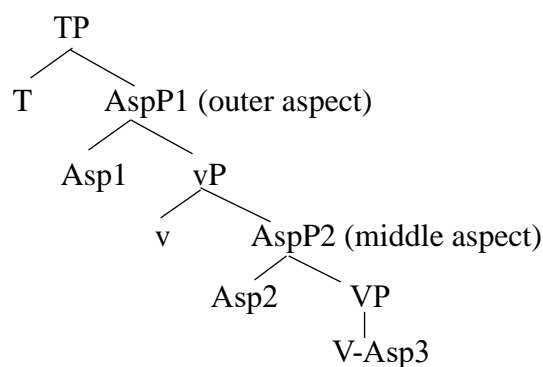 TP
T AspP1 (outer aspect)
Asp1 vP
v AspP2 (middle aspect)
Asp2 VP
V-Asp3